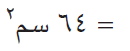 = ٦٤ سم٢